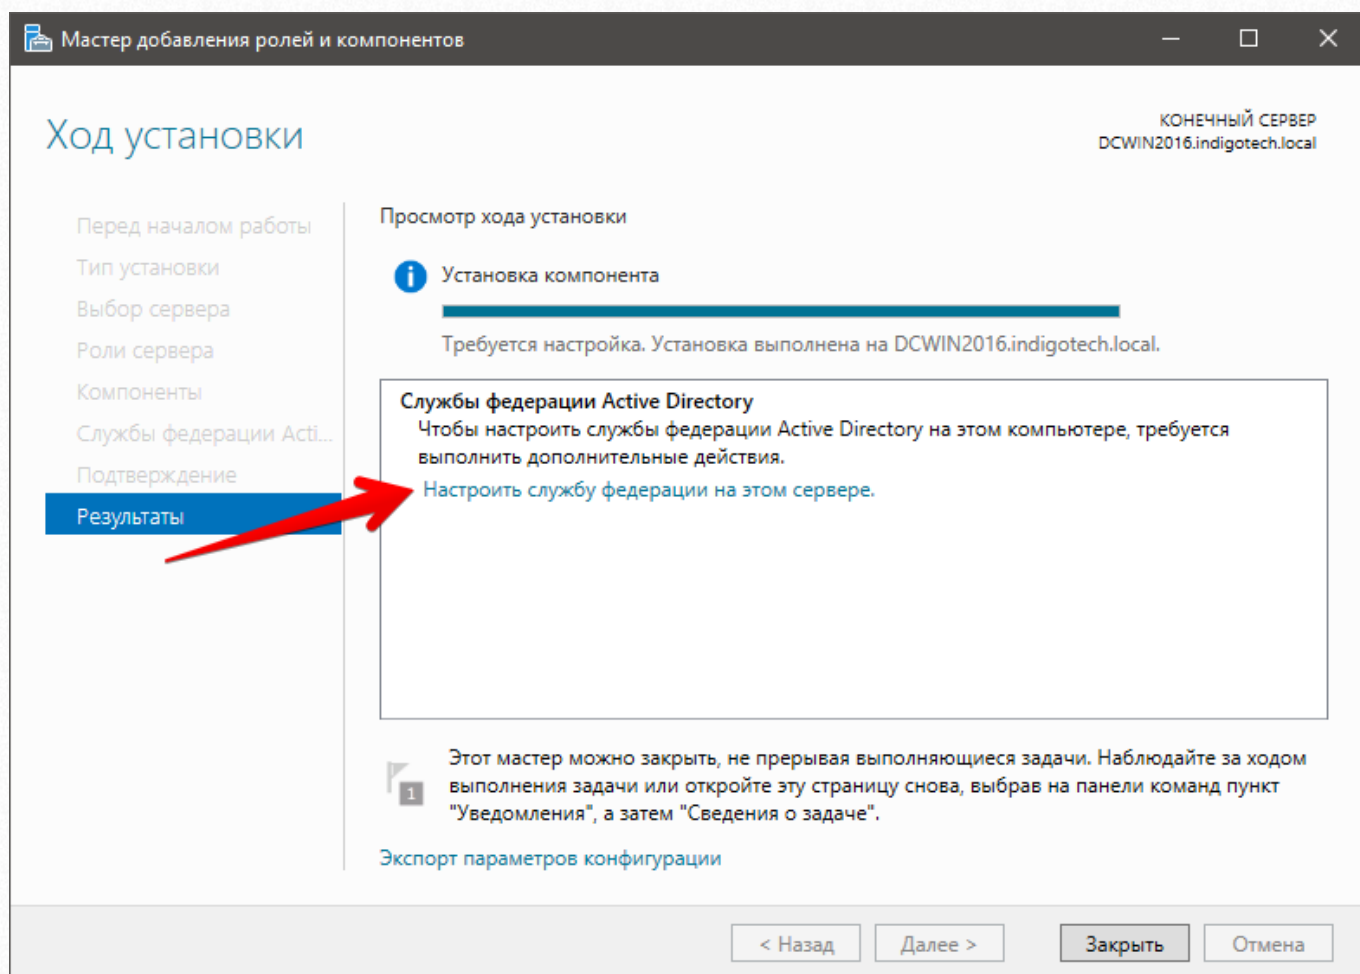 Мастер добавления ролей и компонентов
Ход установки
КОНЕЧНЫЙ СЕРВЕР
DCWIN2016.indigotech.local
Перед началом работы
Тип установки
Выбор сервера
Роли сервера
Компоненты
Службы федерации Acti...
Подтверждение
Результаты
Просмотр хода установки
Установка компонента
Требуется настройка. Установка выполнена на DCWIN2016.indigotech.local.
Службы федерации Active Directory
Чтобы настроить службы федерации Active Directory на этом компьютере, требуется
выполнить дополнительные действия.
Настроить службу федерации на этом сервере.
1
Этот мастер можно закрыть, не прерывая выполняющиеся задачи. Наблюдайте за ходом
выполнения задачи или откройте эту страницу снова, выбрав на панели команд пункт
"Уведомления", а затем "Сведения о задаче".
Экспорт параметров конфигурации
< Назад
Далее >
Закрыть
Отмена